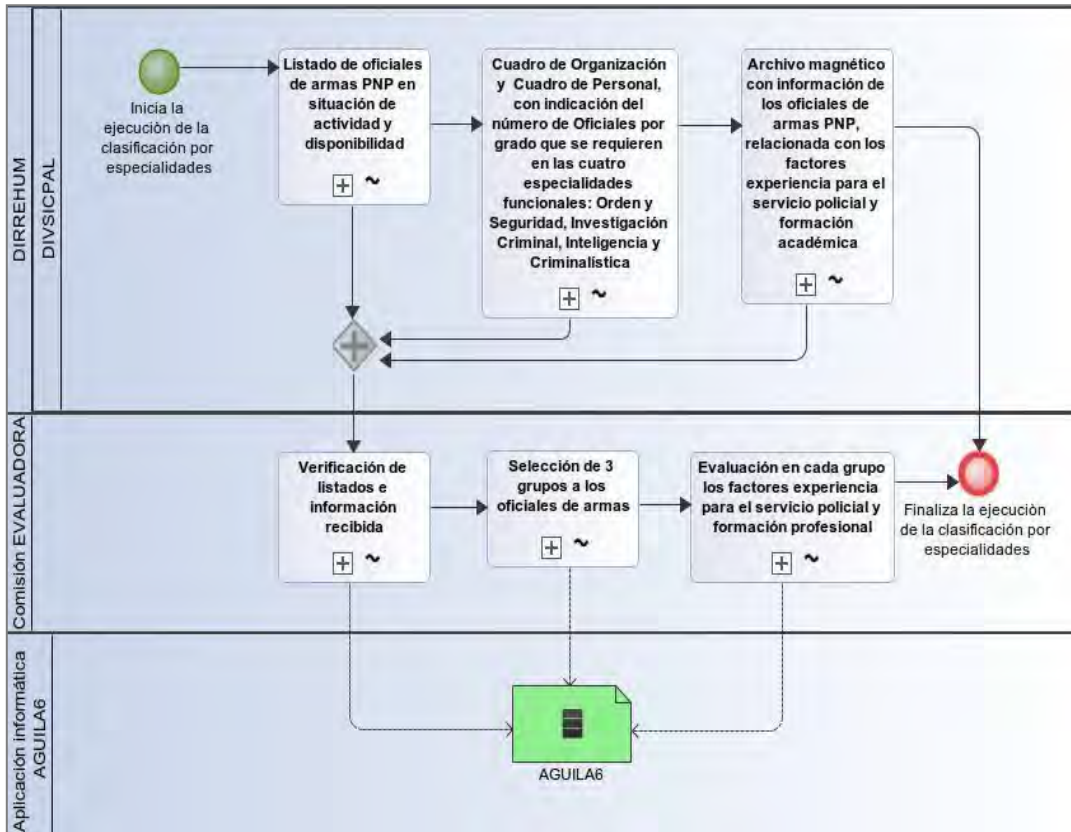 DIRREHUM
DIVSICPAL
Inicia la
ejecución de la
clasificación por
especialidades
Listado de oficiales
de armas PNP en
situación de
actividad y
disponibilidad
Cuadro de Organización
y Cuadro de Personal,
con indicación del
número de Oficiales por
grado que se requieren
en las cuatro
especialidades
funcionales: Orden y
Seguridad, Investigación
Criminal, Inteligencia y
Criminalística
Archivo magnético
con información de
los oficiales de
armas PNP,
relacionada con los
factores
experiencia para el
servicio policial y
formación
académica
Comisión EVALUADORA
Verificación de
listados e
información
recibida
Selección de 3
grupos a los
oficiales de armas
Evaluación en cada grupo
los factores experiencia
para el servicio policial y
formación profesional
Finaliza la ejecución
de la clasificación por
especialidades
Aplicación informática
AGUILA6
AGUILA6